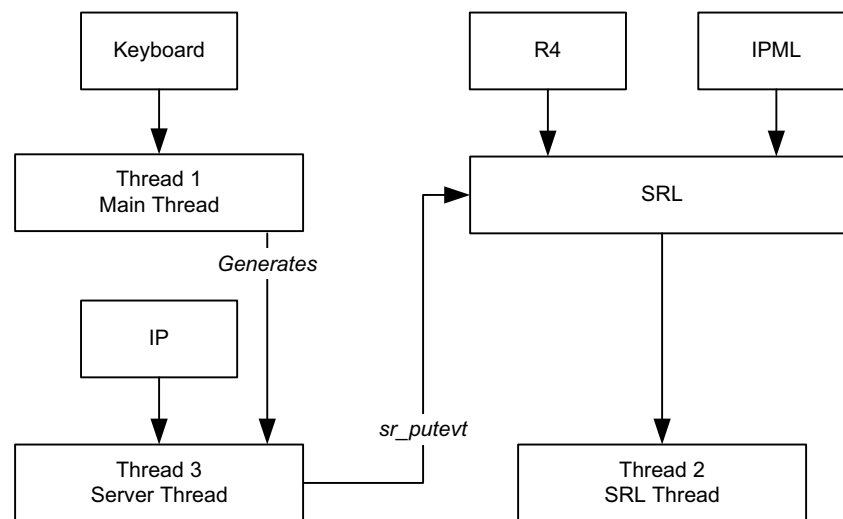 Keyboard
R4
IPML
Thread 1
Main Thread
SRL
Generates
IP
sr_putevt
Thread 3
Server Thread
Thread 2
SRL Thread